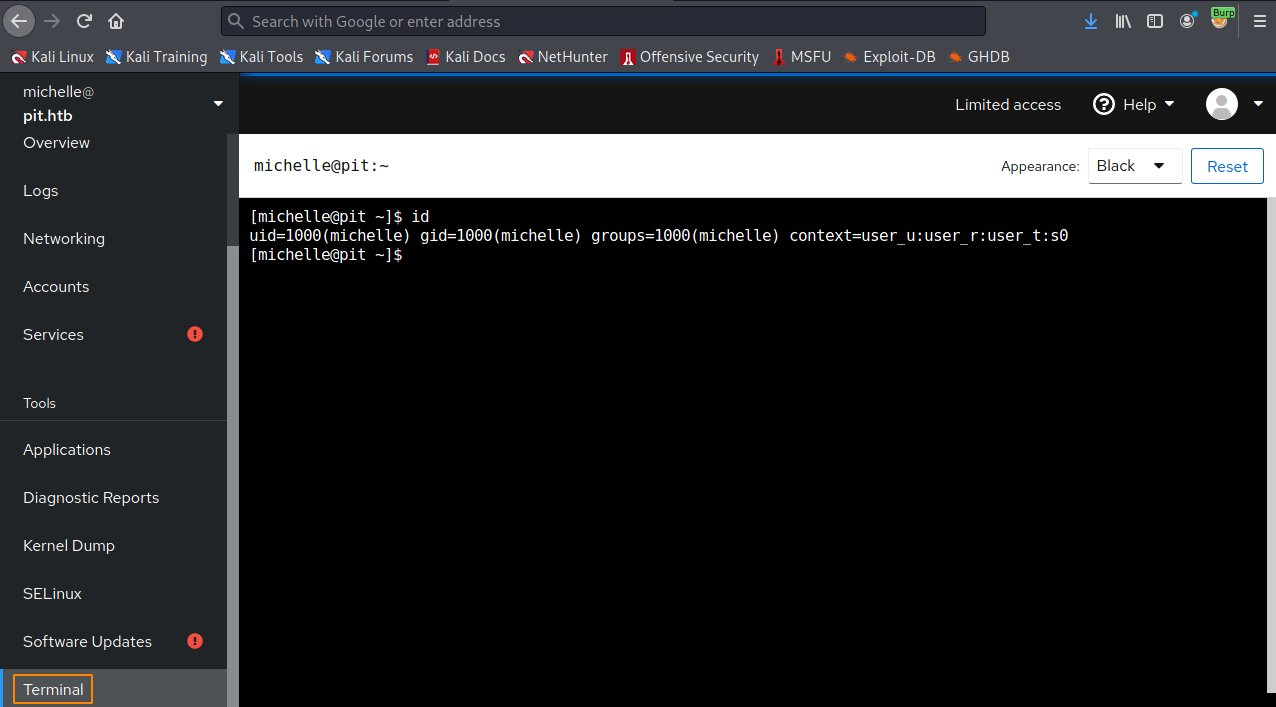 Search with Google or enter address
Burp
Kali Linux Kali Training Kali Tools Kali Forums Kali Docs NetHunter Offensive Security MSFU Exploit-DB GHDB
michelle@
pit.htb
Limited access Help
Overview
Logs
Networking
Accounts
Services
Tools
Applications
Diagnostic Reports
Kernel Dump
SELinux
Software Updates
Terminal
michelle@pit:~ Appearance: Black Reset
[michelle@pit ~]$ id
uid=1000(michelle) gid=1000(michelle) groups=1000(michelle) context=user_u:user_r:user_t:s0
[michelle@pit ~]$